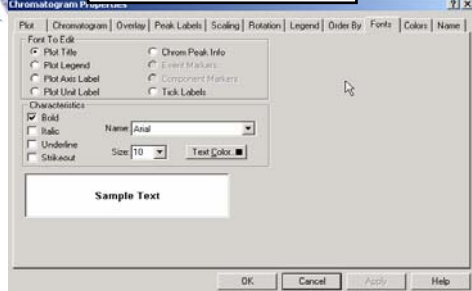 Chromatogram Properties
Plot Chromatogram Overlay Peak Labels Scaling Rotation Legend Order By Fonts Colors Name
Font To Edit
Plot Title Chrom Peak Info
Plot Legend Event Markers
Plot Axis Label Component Markers
Plot Unit Label Tick Labels
Characteristics
Bold
Italic Name: Arial
Underline
Size: 10 Text Color..
Strikeout
Sample Text
OK Cancel Apply Help